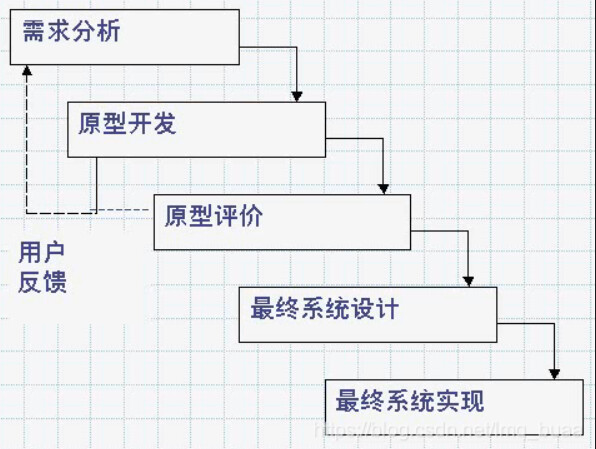 需求分析
原型开发
原型评价
用户
反馈
最终系统设计
最终系统实现
https://blog.csdn.net/lmq_buaa